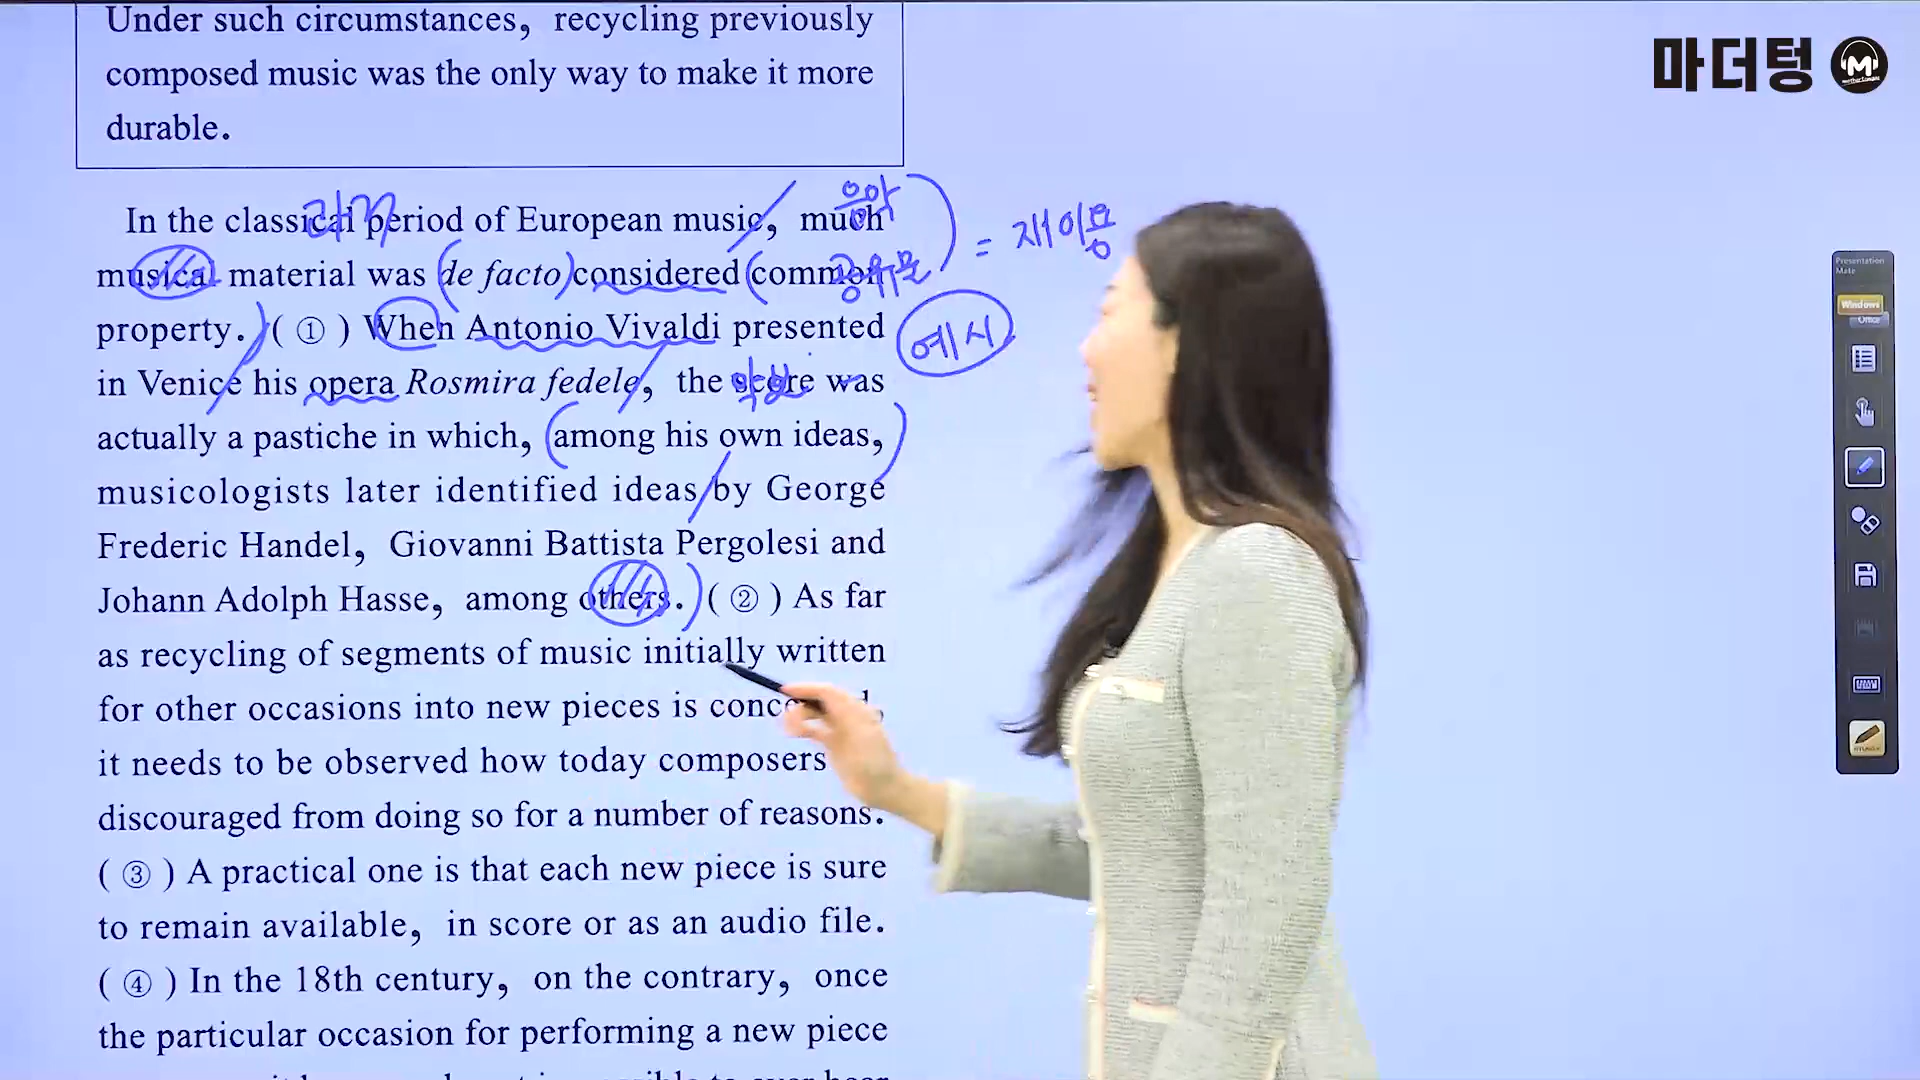 Under such circumstances, recycling previously
composed music was the only way to make it more
durable.
마더텅
M
In the classical period of European music, much
musical material was de facto considered common
property. ( ① ) When Antonio Vivaldi presented
in Venice his opera Rosmira fedele, the score was
actually a pastiche in which, among his own ideas,
musicologists later identified ideas by George
Frederic Handel, Giovanni Battista Pergolesi and
Johann Adolph Hasse, among others. ( ② ) As far
as recycling of segments of music initially written
for other occasions into new pieces is
it needs to be observed how today composers
discouraged from doing so for a number of reasons.
( ③ ) A practical one is that each new piece is sure
to remain available, in score or as an audio file.
( ④ ) In the 18th century, on the contrary, once
the particular occasion for performing a new piece
음악
공유물
= 재이용
예시
악보
Presentation
Mate
Windows
Office